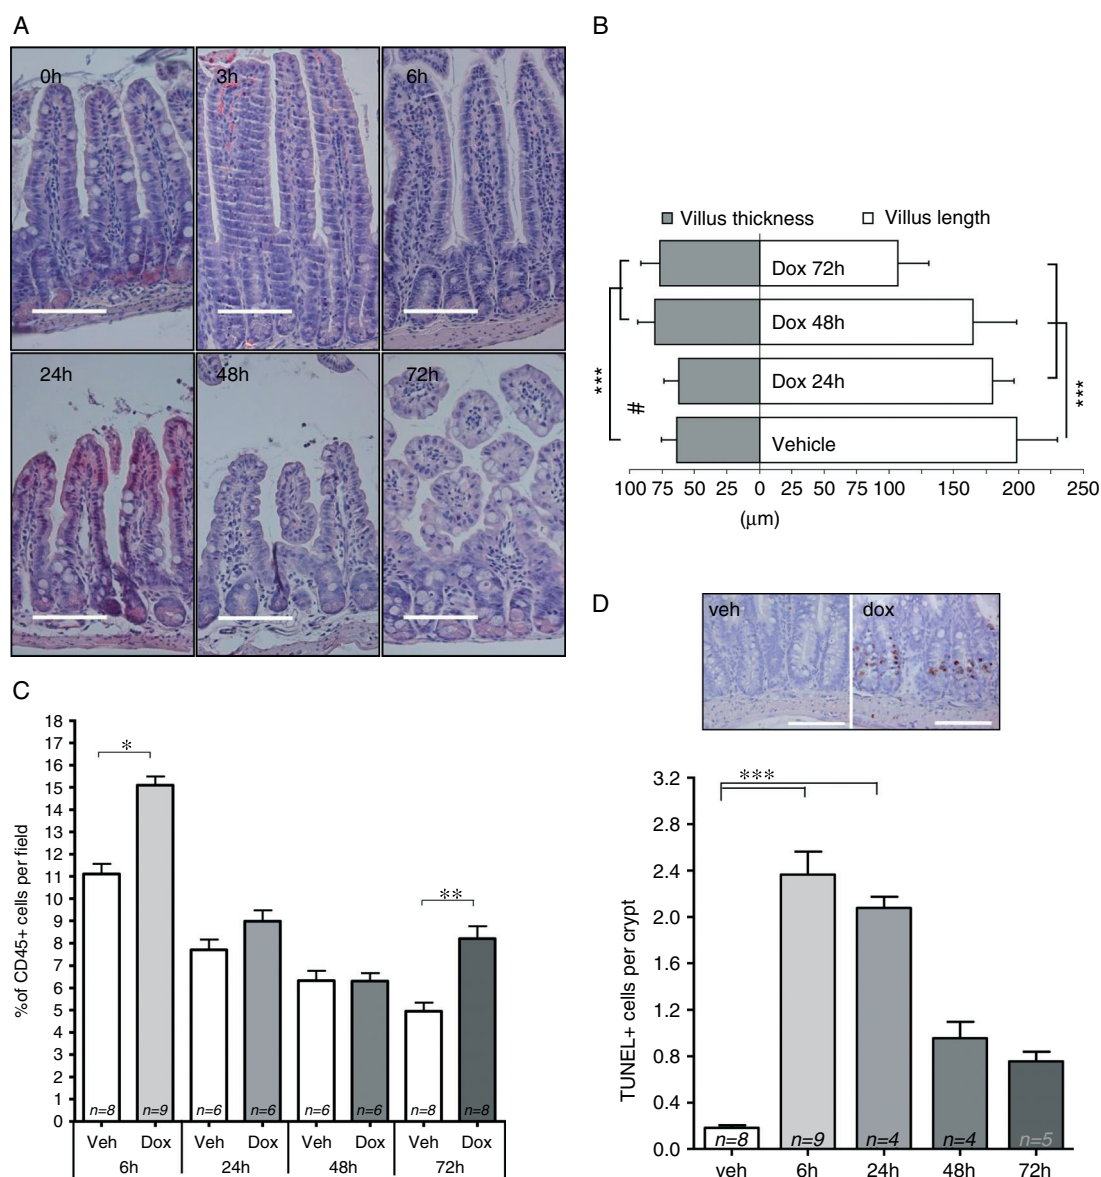 A
0h
3h
6h
24h
48h
72h
B
Villus thickness
Villus length
Dox 72h
Dox 48h
Dox 24h
Vehicle
***
#
***
100 75 50 25 0 25 50 75 100 150 200 250
(μm)
C
%of CD45+ cells per field
18
17
16
15
14
13
12
11
10
9
8
7
6
5
4
3
2
1
0
*
**
n=8 n=9 n=6 n=6 n=6 n=6 n=8 n=8
Veh Dox Veh Dox Veh Dox Veh Dox
6h 24h 48h 72h
D
veh
dox
TUNEL+ cells per crypt
3.2
2.8
2.4
2.0
1.6
1.2
0.8
0.4
0.0
***
n=8 n=9 n=4 n=4 n=5
veh 6h 24h 48h 72h